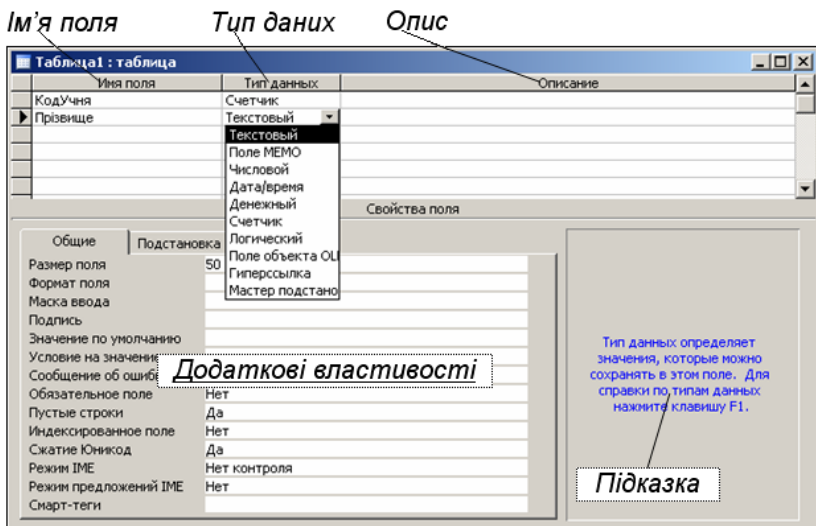 Ім’я поля Тип даних Опис
Таблица1 : таблица
Имя поля Тип данных Описание
КодУчня Счетчик
Прізвище Текстовый
Текстовый
Поле МЕМО
Числовой
Дата/время
Денежный
Счетчик
Логический
Поле объекта OLI
Гиперссылка
Мастер подстано
Свойства поля
Общие Подстановка
Размер поля 50
Формат поля
Маска ввода
Подпись
Значение по умолчанию
Условие на значение
Сообщение об ошибк
Додаткові властивості
Обязательное поле Нет
Пустые строки Да
Индексированное поле Нет
Сжатие Юникод Да
Режим IME Нет контроля
Режим предложений IME Нет
Смарт-теги
Тип данных определяет
значения, которые можно
сохранять в этом поле. Для
справки по типам данных
нажмите клавишу F1.
Підказка